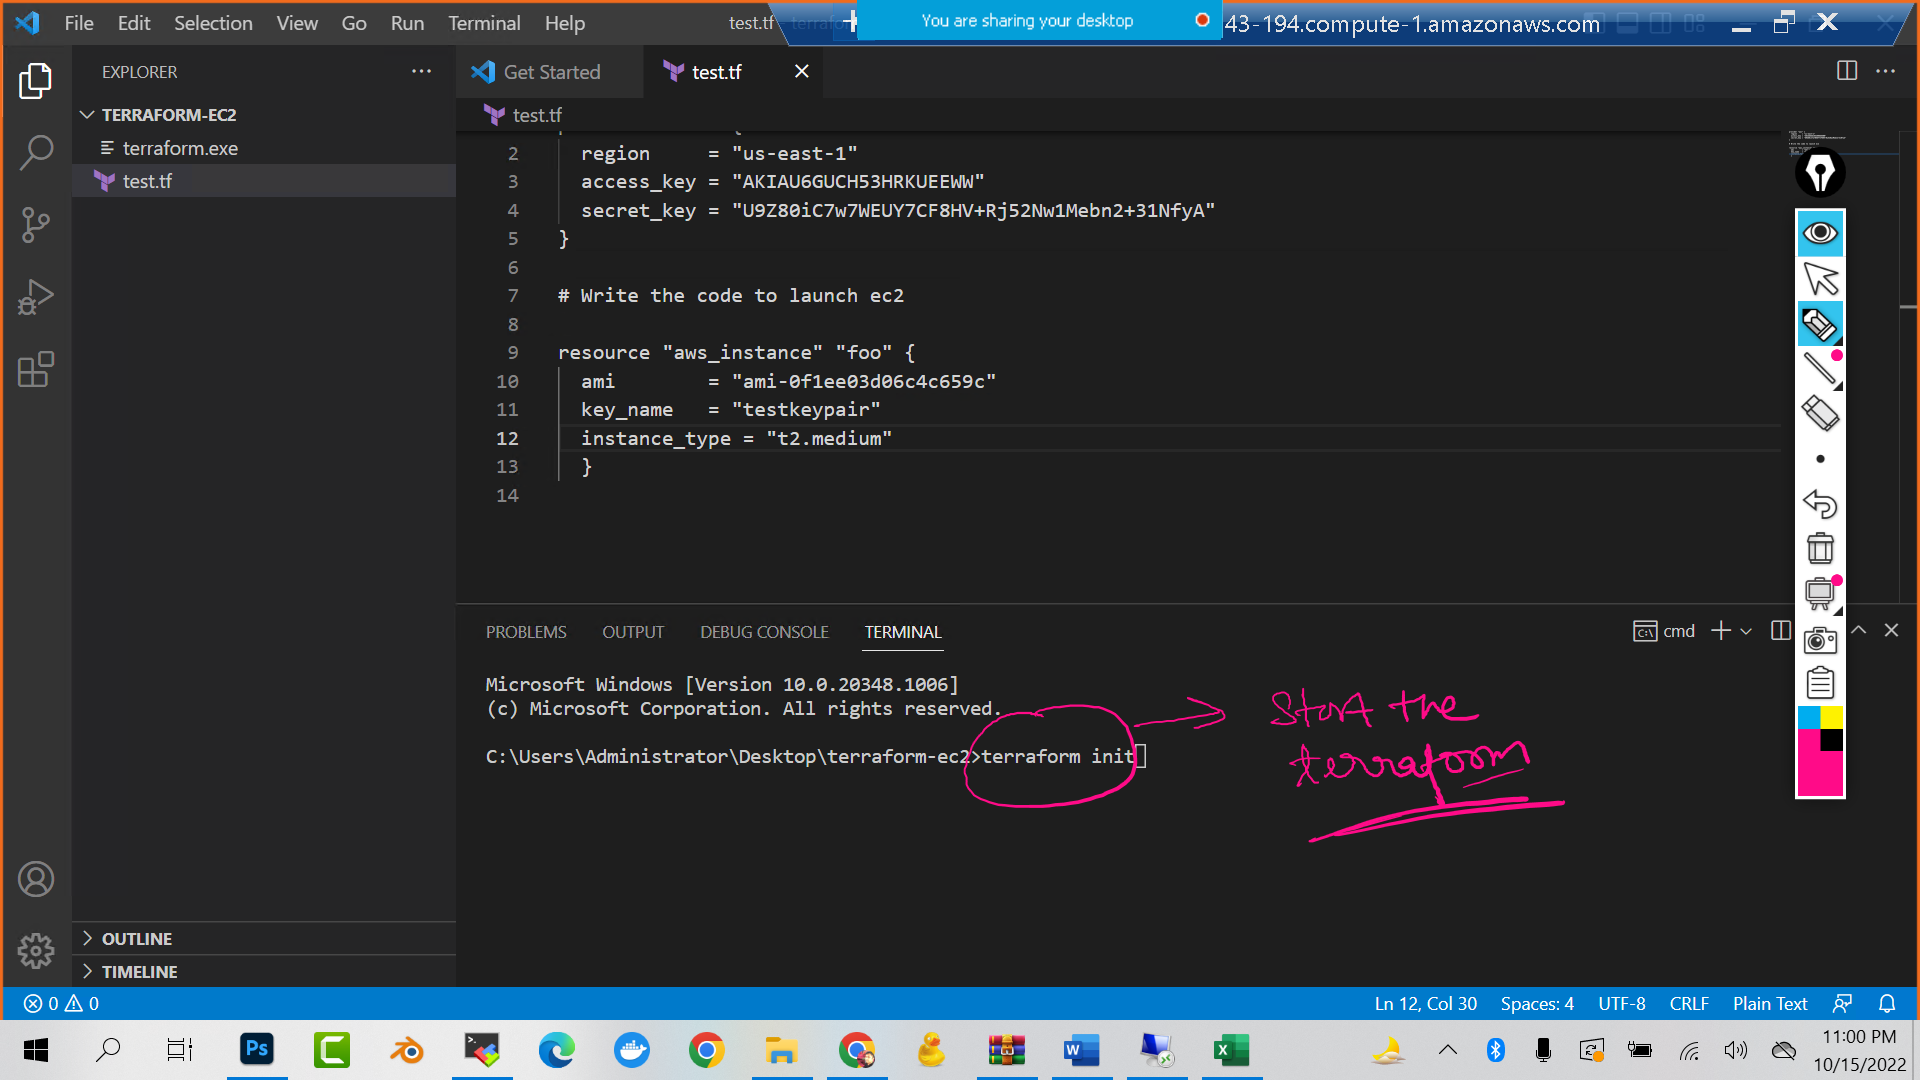 File Edit Selection View Go Run Terminal Help
test.tf
You are sharing your desktop
43-194.compute-1.amazonaws.com
EXPLORER
Get Started
test.tf
TERRAFORM-EC2
test.tf
terraform.exe
test.tf
2 region = "us-east-1"
3 access_key = "AKIAU6GUCH53HRKUEEWW"
4 secret_key = "U9Z80iC7w7WEUY7CF8HV+Rj52Nw1Mebn2+31NfyA"
5 }
6
7 # Write the code to launch ec2
8
9 resource "aws_instance" "foo" {
10 ami = "ami-0f1ee03d06c4c659c"
11 key_name = "testkeypair"
12 instance_type = "t2.medium"
13 }
14
PROBLEMS OUTPUT DEBUG CONSOLE TERMINAL
cmd
Microsoft Windows [Version 10.0.20348.1006]
(c) Microsoft Corporation. All rights reserved.
C:\Users\Administrator\Desktop\terraform-ec2>terraform init
Start the
terraform
OUTLINE
TIMELINE
0 0
Ln 12, Col 30 Spaces: 4 UTF-8 CRLF Plain Text
11:00 PM
10/15/2022